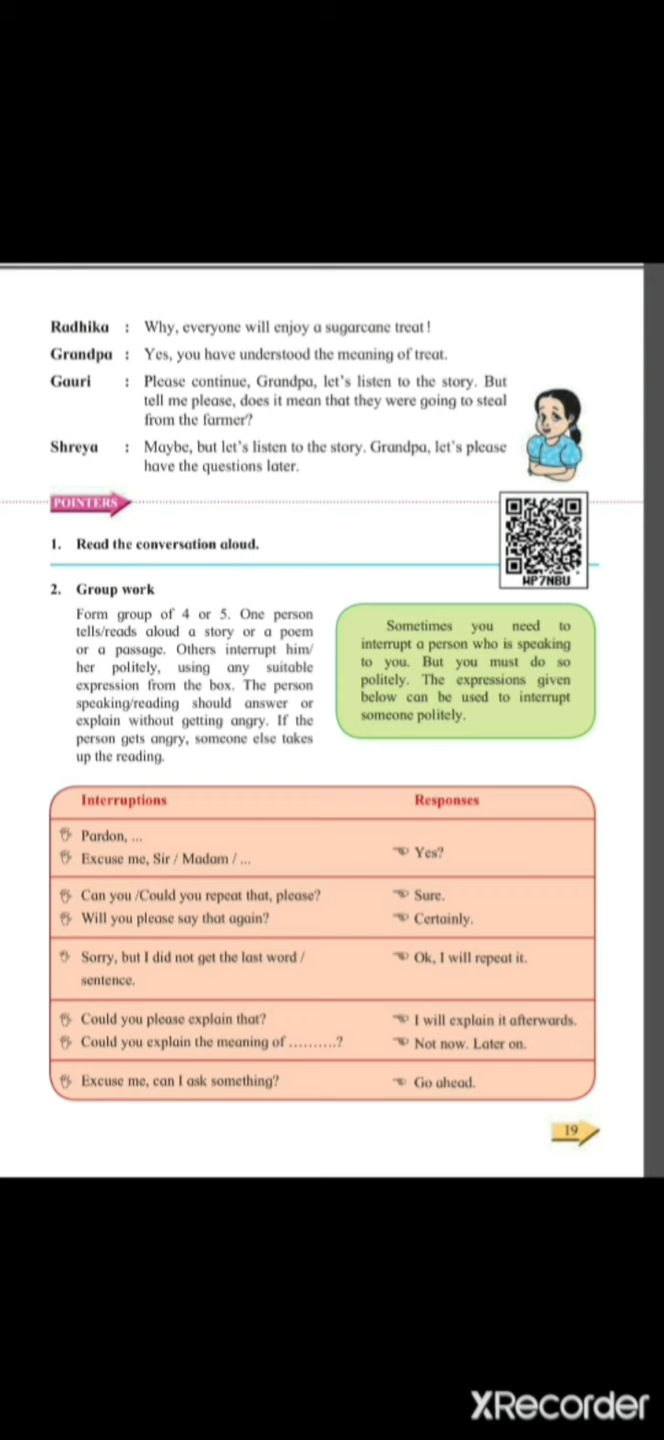 Radhika : Why, everyone will enjoy a sugarcane treat!
Grandpa : Yes, you have understood the meaning of treat.
Gauri : Please continue, Grandpa, let's listen to the story. But
tell me please, does it mean that they were going to steal
from the farmer?
Shreya : Maybe, but let's listen to the story. Grandpa, let's please
have the questions later.
POINTERS
1. Read the conversation aloud.
HP7NBU
2. Group work
Form group of 4 or 5. One person
tells/reads aloud a story or a poem
or a passage. Others interrupt him/
her politely, using any suitable
expression from the box. The person
speaking/reading should answer or
explain without getting angry. If the
person gets angry, someone else takes
up the reading.
Sometimes you need to
interrupt a person who is speaking
to you. But you must do so
politely. The expressions given
below can be used to interrupt
someone politely.
Interruptions Responses
Pardon, ...
Excuse me, Sir / Madam / ...
Yes?
Can you /Could you repeat that, please? Sure.
Will you please say that again? Certainly.
Sorry, but I did not get the last word / Ok, I will repeat it.
sentence.
Could you please explain that? I will explain it afterwards.
Could you explain the meaning of ..........? Not now. Later on.
Excuse me, can I ask something? Go ahead.
19
XRecorder